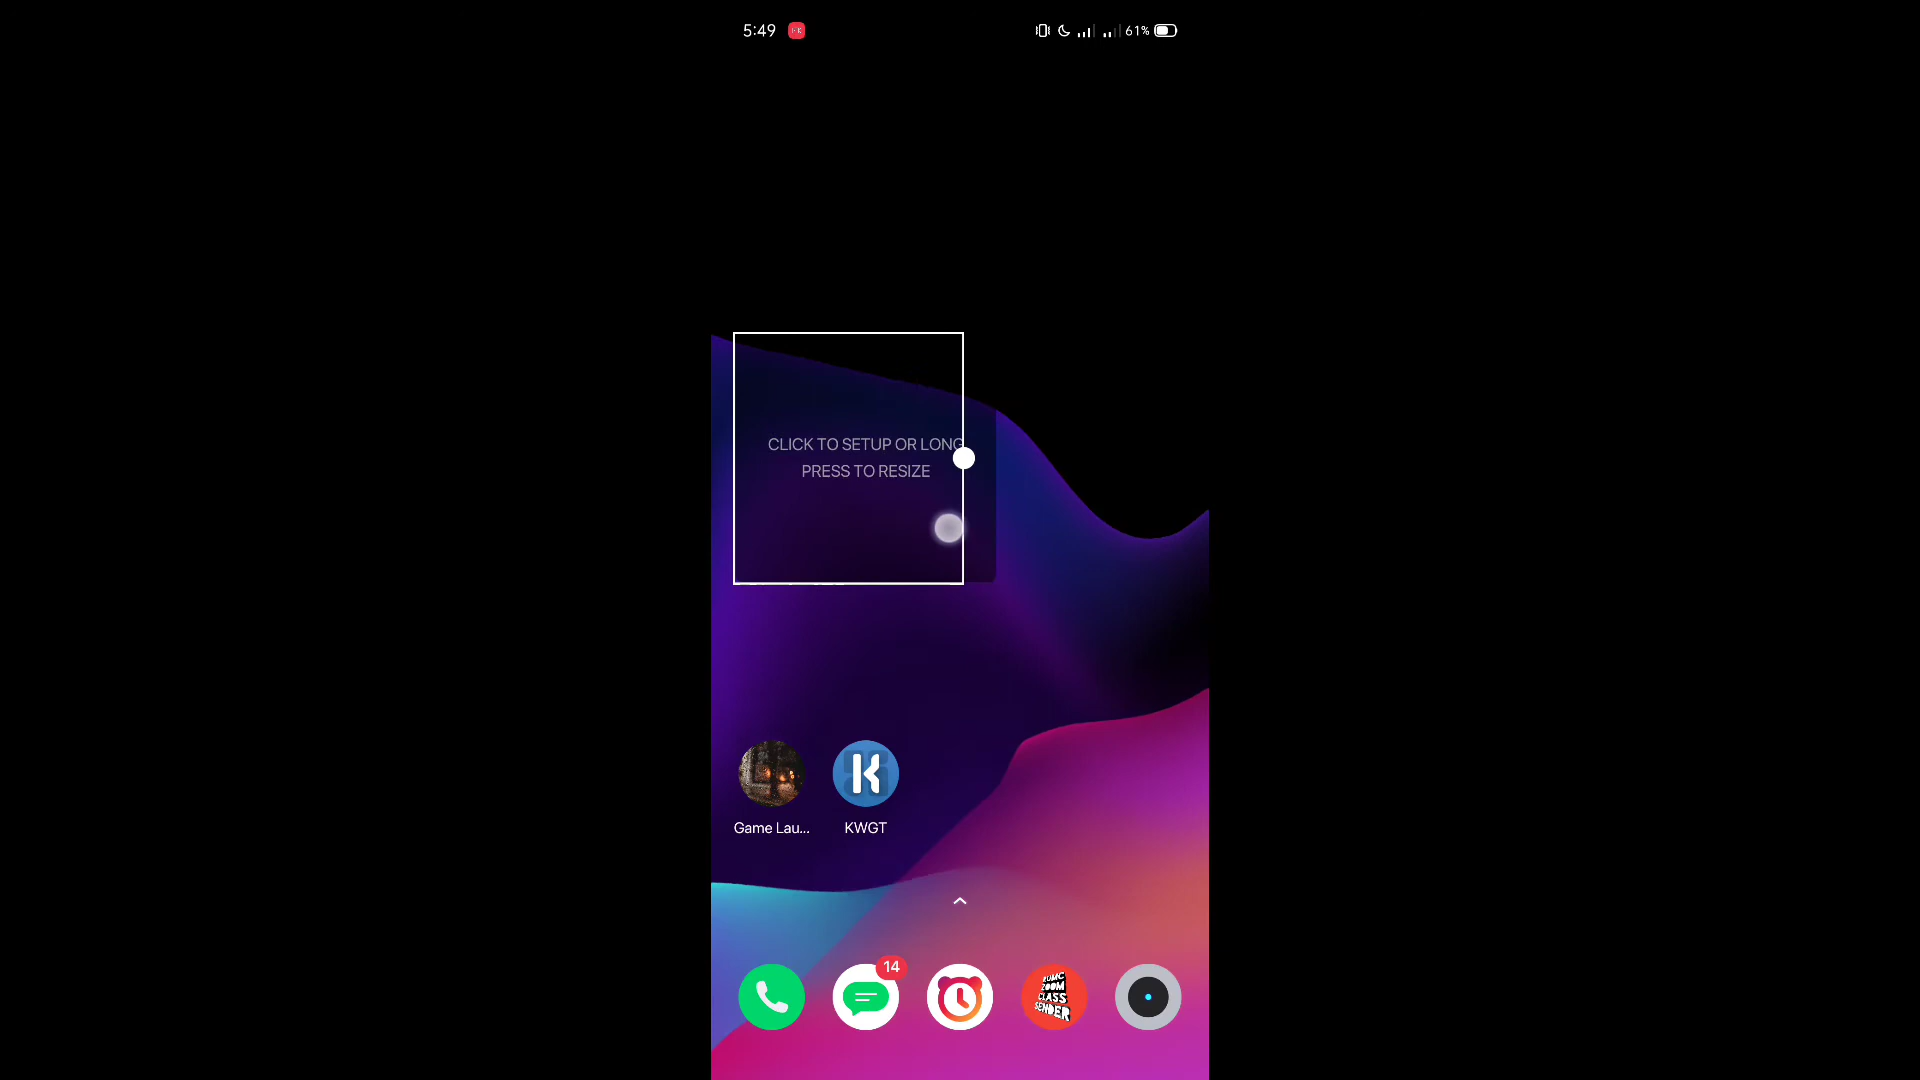 5:49
61%
CLICK TO SETUP OR LONG
PRESS TO RESIZE
Game Lau...
KWGT
14
ZOOM
CLASS
SENDER